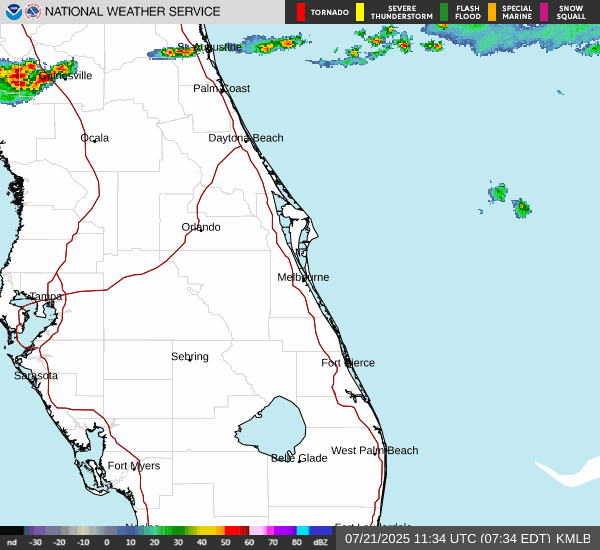 NATIONAL WEATHER SERVICE
TORNADO
SEVERE THUNDERSTORM
FLASH FLOOD
SPECIAL MARINE
SNOW SQUALL
St. Augustine
Gainesville
Palm Coast
Ocala
Daytona Beach
Orlando
Melbourne
Tampa
Sebring
Fort Pierce
Sarasota
West Palm Beach
Belle Glade
Fort Myers
Naples
Fort Lauderdale
nd -30 -20 -10 0 10 20 30 40 50 60 70 80 dBZ
07/21/2025 11:34 UTC (07:34 EDT) KMLB